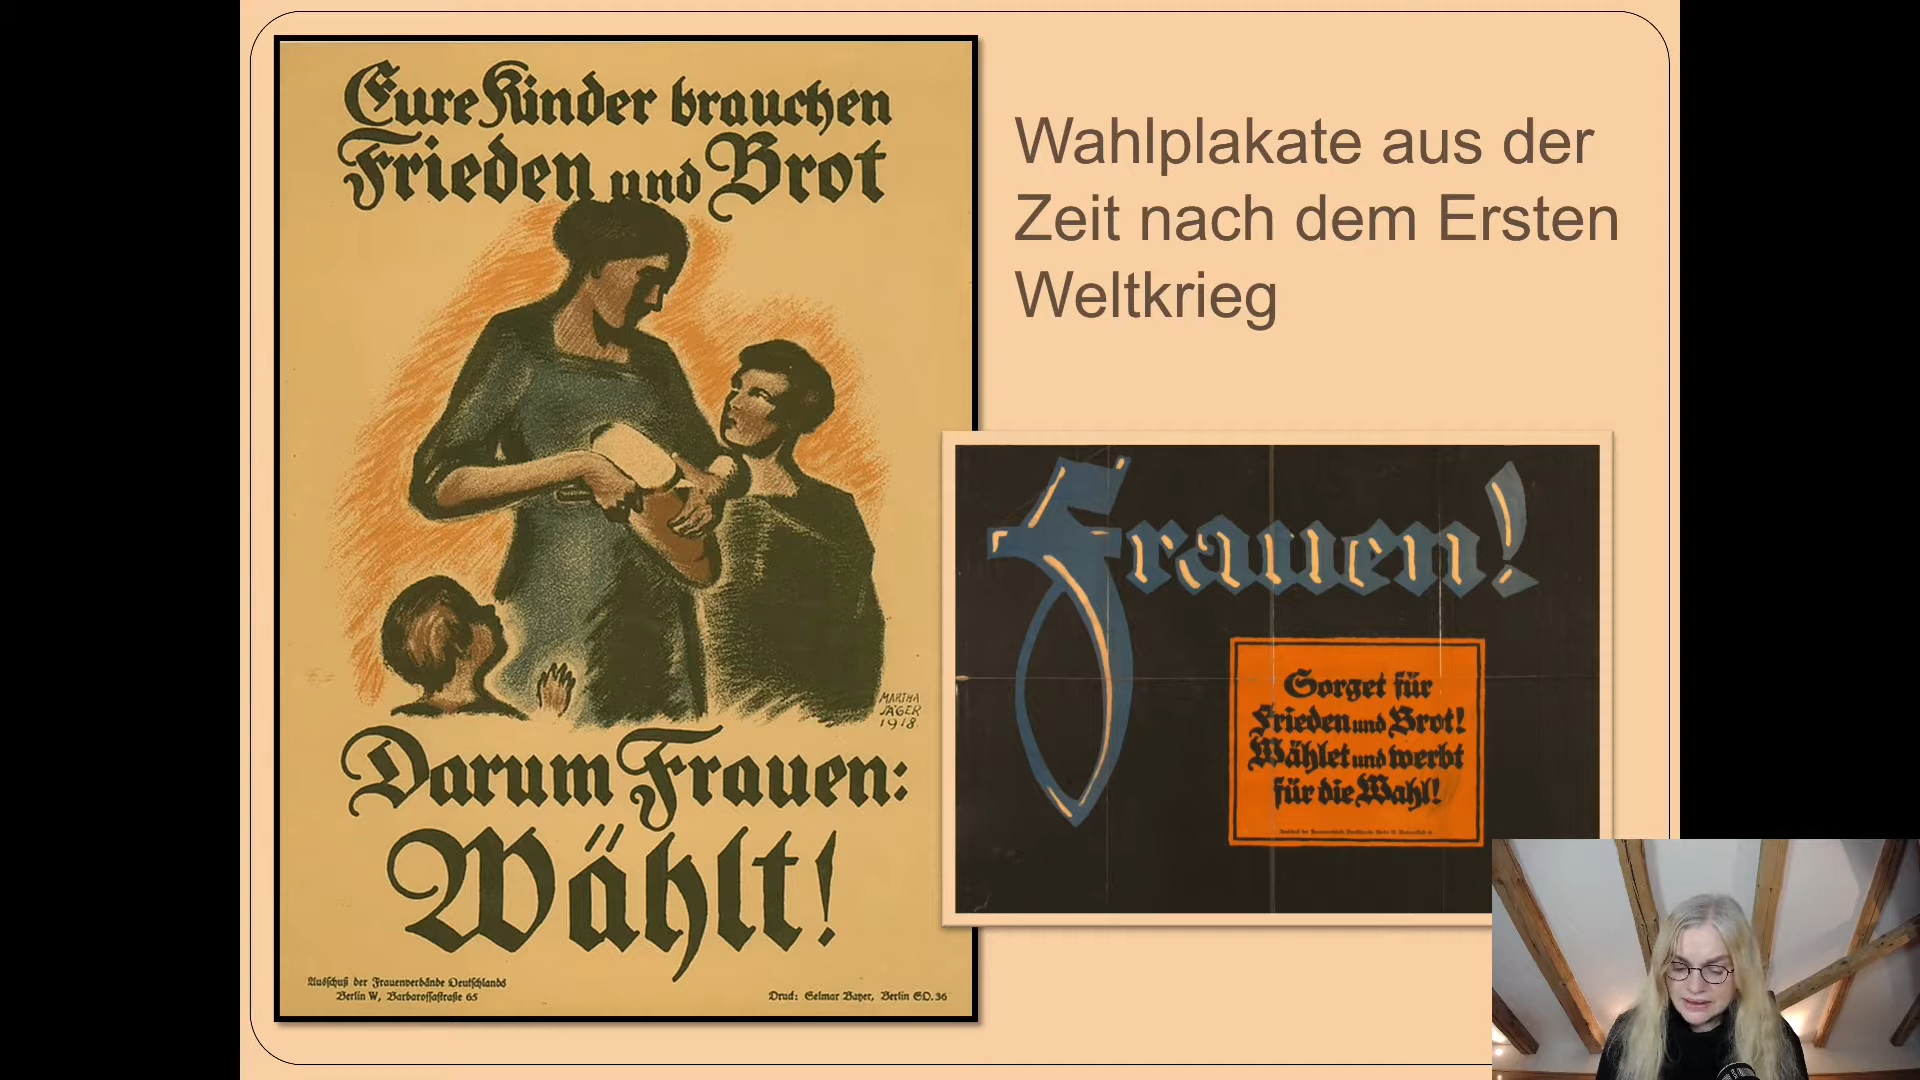 Eure Kinder brauchen
Frieden und Brot
MARTHA
JÄGER
1918
Darum Frauen:
Wählt!
Ausschuß der Frauenverbände Deutschlands
Berlin W, Barbarossastraße 65
Druck: Selmar Bayer, Berlin SO. 36
Wahlplakate aus der
Zeit nach dem Ersten
Weltkrieg
Frauen!
Sorget für
Frieden und Brot!
Wählet und werbt
für die Wahl!